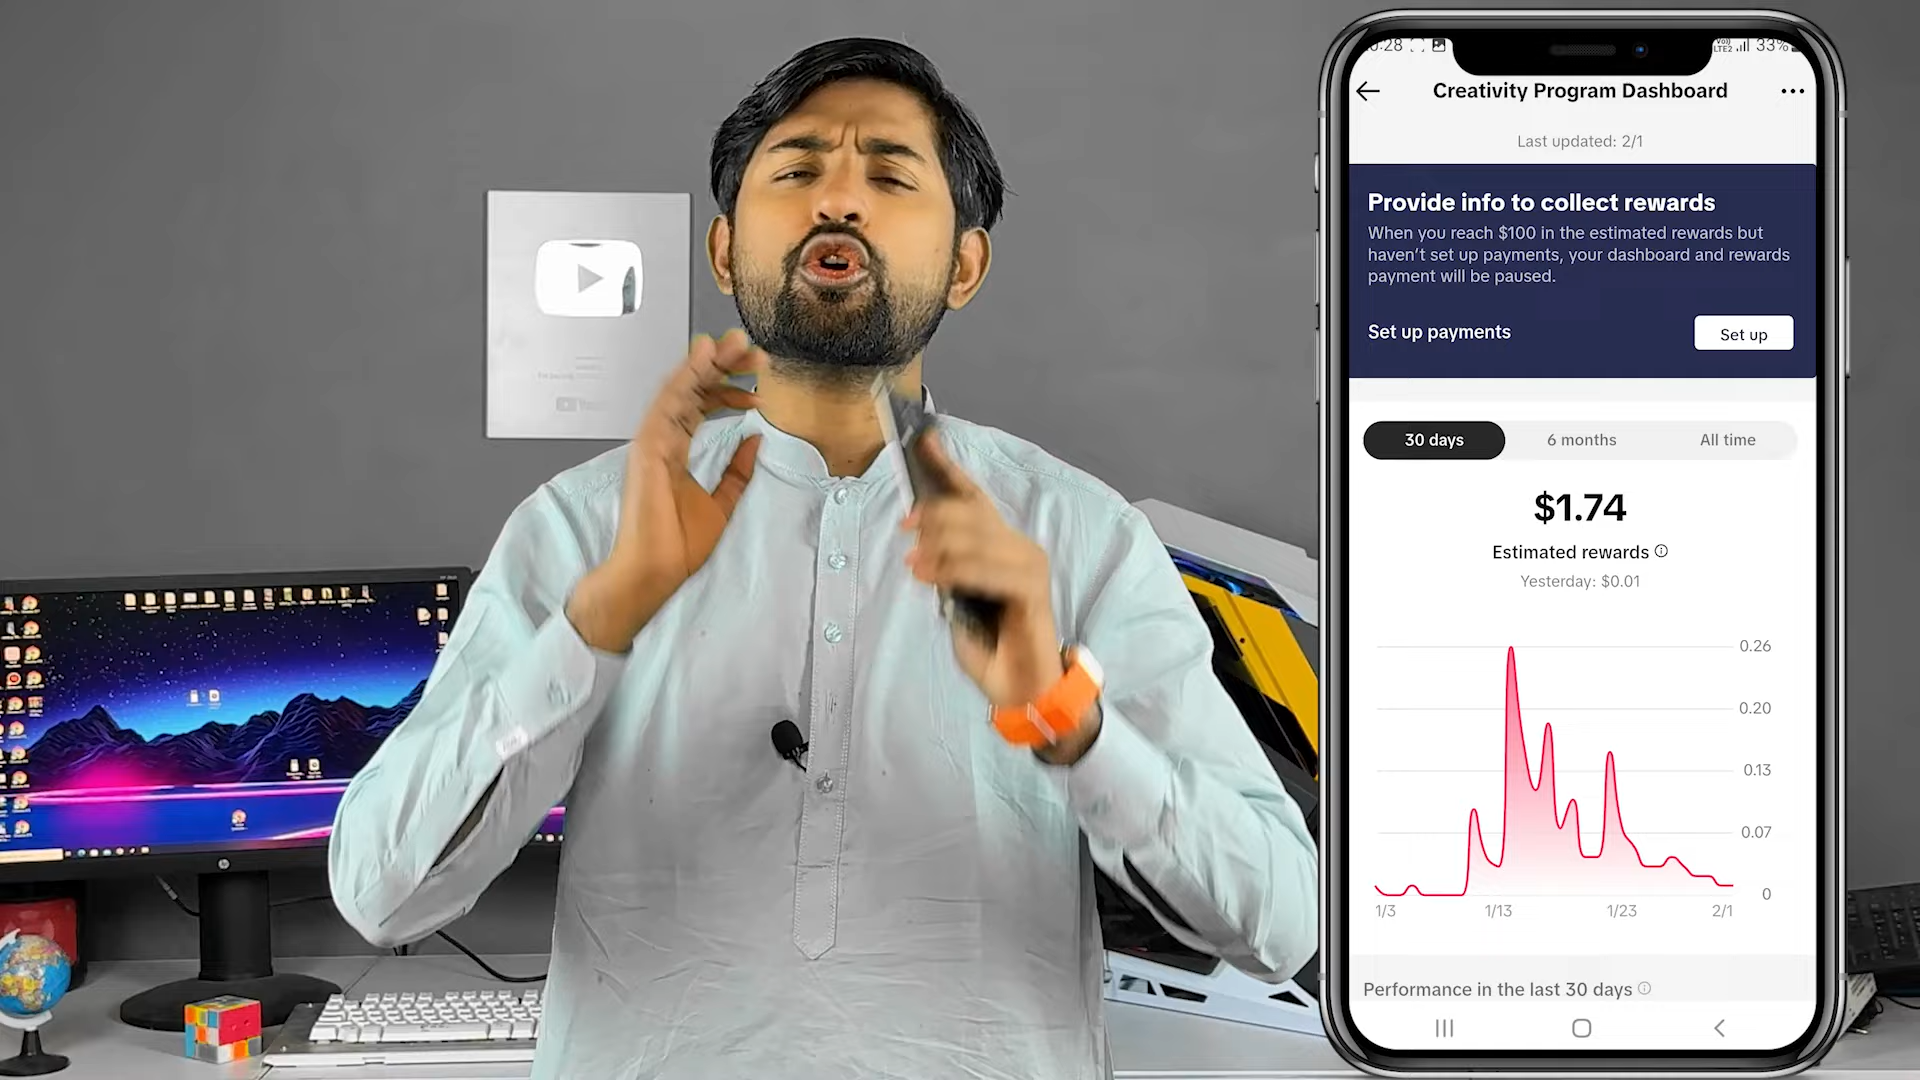 :28
33%
Creativity Program Dashboard
Last updated: 2/1
Provide info to collect rewards
When you reach $100 in the estimated rewards but
haven't set up payments, your dashboard and rewards
payment will be paused.
Set up payments
Set up
30 days
6 months
All time
$1.74
Estimated rewards
Yesterday: $0.01
0.26
0.20
0.13
0.07
0
1/3
1/13
1/23
2/1
Performance in the last 30 days